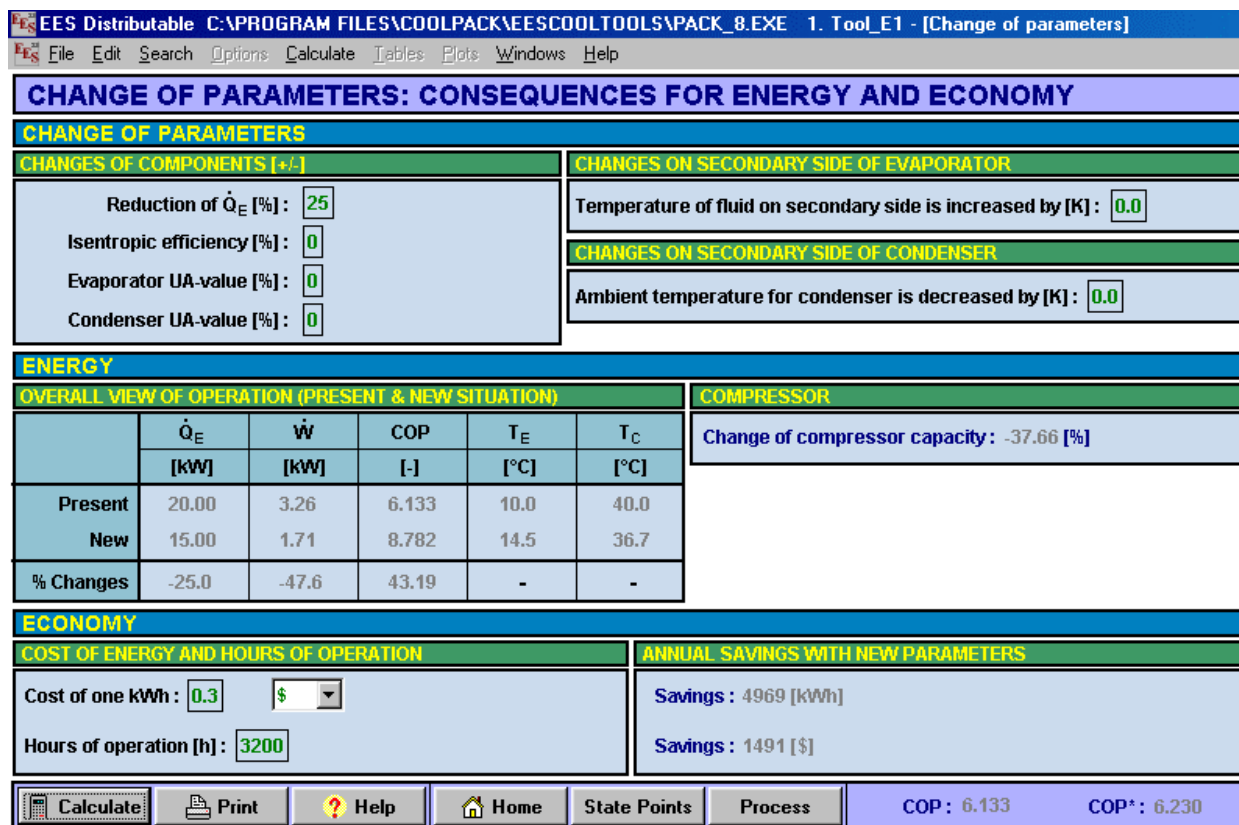 EES Distributable C:\PROGRAM FILES\COOLPACK\EESCOOLTOOLS\PACK_8.EXE 1. Tool_E1 - [Change of parameters]
File Edit Search Options Calculate Tables Plots Windows Help
CHANGE OF PARAMETERS: CONSEQUENCES FOR ENERGY AND ECONOMY
CHANGE OF PARAMETERS
CHANGES OF COMPONENTS [+/-]
Reduction of Q̇E [%] : 25
Isentropic efficiency [%] : 0
Evaporator UA-value [%] : 0
Condenser UA-value [%] : 0
CHANGES ON SECONDARY SIDE OF EVAPORATOR
Temperature of fluid on secondary side is increased by [K] : 0.0
CHANGES ON SECONDARY SIDE OF CONDENSER
Ambient temperature for condenser is decreased by [K] : 0.0
ENERGY
OVERALL VIEW OF OPERATION (PRESENT & NEW SITUATION)
Q̇E Ẇ COP TE TC
[kW] [kW] [-] [°C] [°C]
Present 20.00 3.26 6.133 10.0 40.0
New 15.00 1.71 8.782 14.5 36.7
% Changes -25.0 -47.6 43.19 - -
COMPRESSOR
Change of compressor capacity : -37.66 [%]
ECONOMY
COST OF ENERGY AND HOURS OF OPERATION
Cost of one kWh : 0.3 $
Hours of operation [h] : 3200
ANNUAL SAVINGS WITH NEW PARAMETERS
Savings : 4969 [kWh]
Savings : 1491 [$]
Calculate Print Help Home State Points Process COP : 6.133 COP* : 6.230